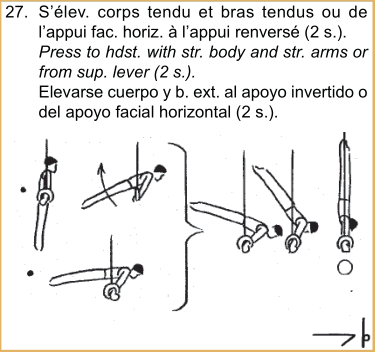 27. S'élev. corps tendu et bras tendus ou de
l'appui fac. horiz. à l'appui renversé (2 s.).
Press to hdst. with str. body and str. arms or
from sup. lever (2 s.).
Elevarse cuerpo y b. ext. al apoyo invertido o
del apoyo facial horizontal (2 s.).